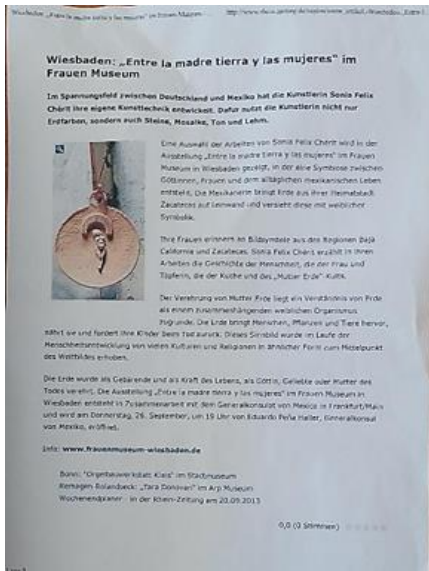 Wiesbaden: „Entre la madre tierra y las mujeres" im
Frauen Museum
Im Spannungsfeld zwischen Deutschland und Mexiko hat die Künstlerin Sonia Felix
Chérit ihre eigene Kunsttechnik entwickelt. Dafür nutzt die Künstlerin nicht nur
Erdfarben, sondern auch Steine, Mosaike, Ton und Lehm.
Eine Auswahl der Arbeiten von Sonia Felix Chérit wird in der
Ausstellung „Entre la madre tierra y las mujeres" im Frauen
Museum in Wiesbaden gezeigt, in der eine Symbiose zwischen
Göttinnen, Frauen und dem alltäglichen mexikanischen Leben
entsteht. Die Mexikanerin bringt Erde aus ihrer Heimatstadt
Zacatecas auf Leinwand und versieht diese mit weiblicher
Symbolik.
Ihre Frauen erinnern an Bildsymbole aus den Regionen Baja
California und Zacatecas. Sonia Felix Chérit erzählt in ihren
Arbeiten die Geschichte der Menschheit, die der Frau und
Töpferin, die der Küche und des „Mutter Erde"-Kults.
Der Verehrung von Mutter Erde liegt ein Verständnis von Erde
als einem zusammenhängenden weiblichen Organismus
zugrunde. Die Erde bringt Menschen, Pflanzen und Tiere hervor,
nährt sie und fordert ihre Kinder beim Tod zurück. Dieses Sinnbild wurde im Laufe der
Menschheitsentwicklung von vielen Kulturen und Religionen in ähnlicher Form zum Mittelpunkt
des Weltbildes erhoben.
Die Erde wurde als Gebärende und als Kraft des Lebens, als Göttin, Geliebte oder Mutter des
Todes verehrt. Die Ausstellung „Entre la madre tierra y las mujeres" im Frauen Museum in
Wiesbaden entsteht in Zusammenarbeit mit dem Generalkonsulat von Mexico in Frankfurt/Main
und wird am Donnerstag, 26. September, um 19 Uhr von Eduardo Peña Haller, Generalkonsul
von Mexiko, eröffnet.
Info: www.frauenmuseum-wiesbaden.de
Bonn: "Orgelbauwerkstatt Klais" im Stadtmuseum
Remagen-Rolandseck: „Tara Donovan" im Arp Museum
Wochenendplaner - in der Rhein-Zeitung am 20.09.2013
0,0 (0 Stimmen)